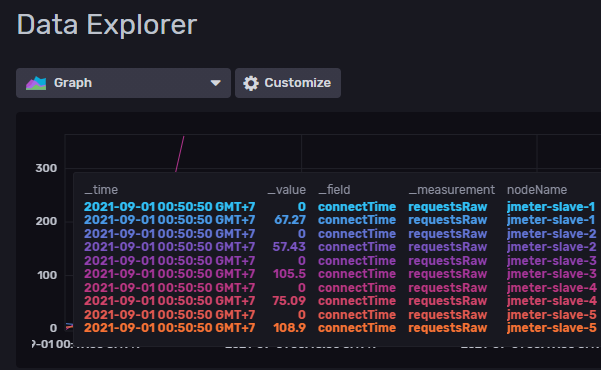 Data Explorer
Graph Customize
300
200
100
0
_time _value _field _measurement nodeName
2021-09-01 00:50:50 GMT+7 0 connectTime requestsRaw jmeter-slave-1
2021-09-01 00:50:50 GMT+7 67.27 connectTime requestsRaw jmeter-slave-1
2021-09-01 00:50:50 GMT+7 0 connectTime requestsRaw jmeter-slave-2
2021-09-01 00:50:50 GMT+7 57.43 connectTime requestsRaw jmeter-slave-2
2021-09-01 00:50:50 GMT+7 0 connectTime requestsRaw jmeter-slave-3
2021-09-01 00:50:50 GMT+7 105.5 connectTime requestsRaw jmeter-slave-3
2021-09-01 00:50:50 GMT+7 0 connectTime requestsRaw jmeter-slave-4
2021-09-01 00:50:50 GMT+7 75.09 connectTime requestsRaw jmeter-slave-4
2021-09-01 00:50:50 GMT+7 0 connectTime requestsRaw jmeter-slave-5
2021-09-01 00:50:50 GMT+7 108.9 connectTime requestsRaw jmeter-slave-5